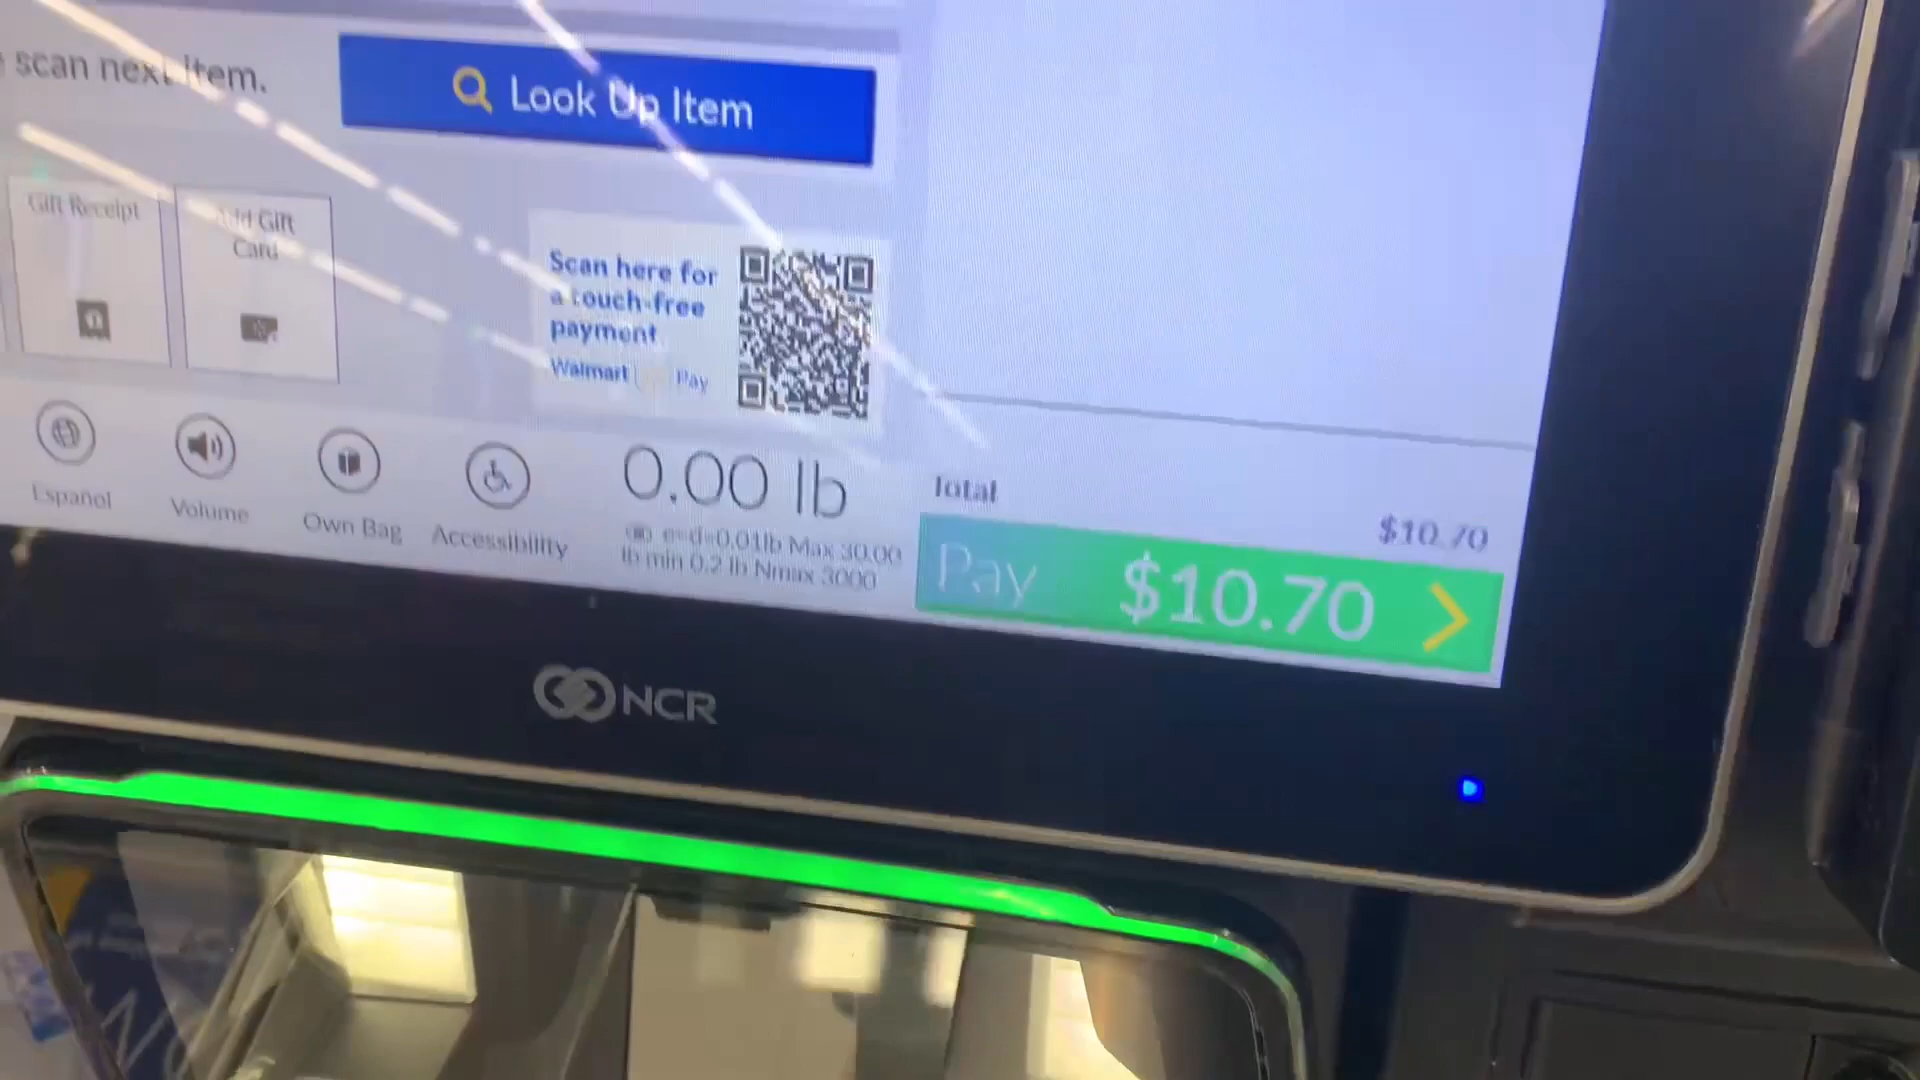 scan next item.
Look Up Item
Gift Receipt
Add Gift
Card
Scan here for
a touch-free
payment
Walmart Pay
Español
Volume
Own Bag
Accessibility
0.00 lb
e=d=0.01lb Max 30.00
lb min 0.2 lb Nmax 3000
Total
$10.70
Pay $10.70
NCR